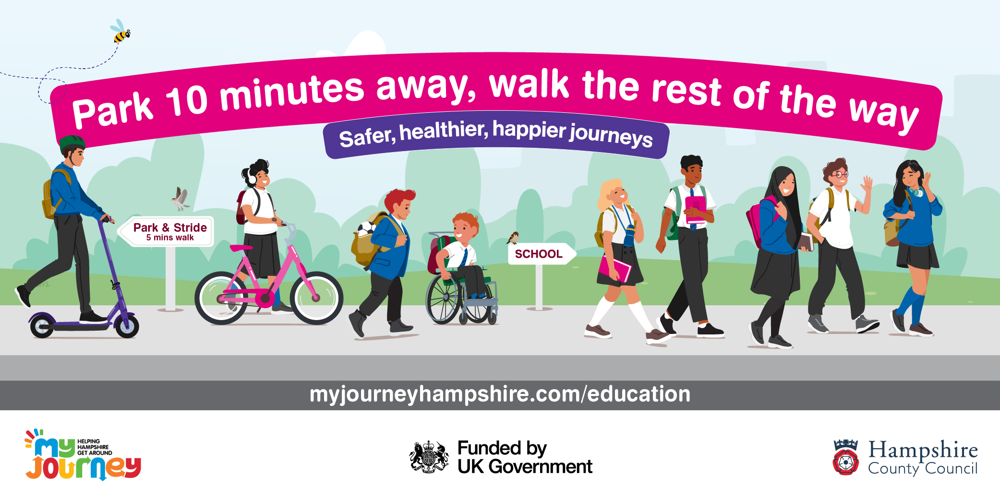 Park 10 minutes away, walk the rest of the way
Safer, healthier, happier journeys
Park & Stride
5 mins walk
SCHOOL
myjourneyhampshire.com/education
my
JOURNEY
HELPING
HAMPSHIRE
GET AROUND
Funded by
UK Government
Hampshire
County Council